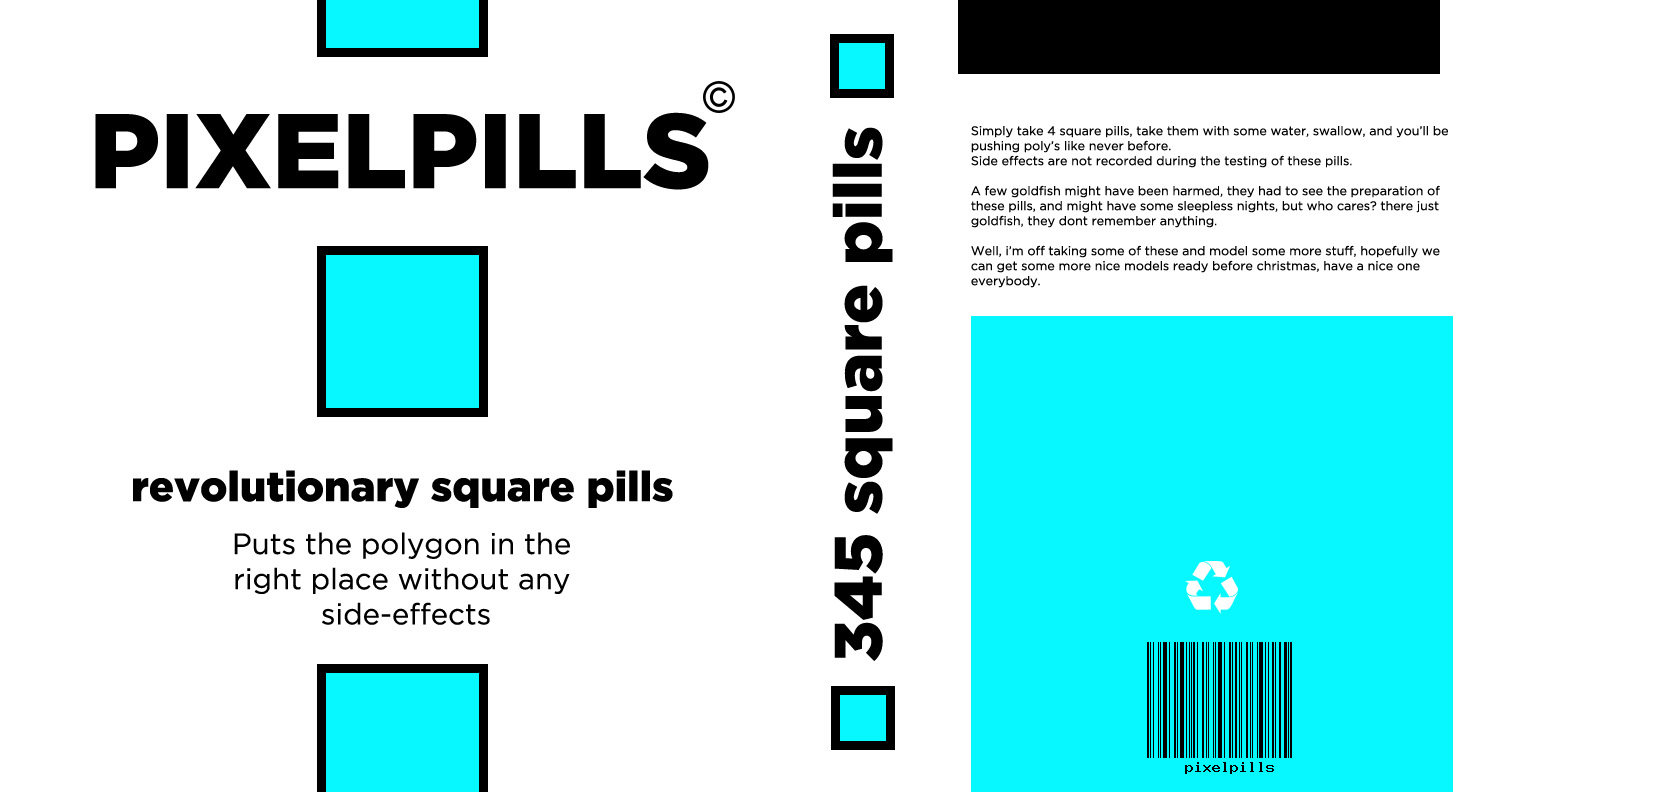 PIXELPILLS©
revolutionary square pills
Puts the polygon in the
right place without any
side-effects
345 square pills
Simply take 4 square pills, take them with some water, swallow, and you'll be
pushing poly's like never before.
Side effects are not recorded during the testing of these pills.
A few goldfish might have been harmed, they had to see the preparation of
these pills, and might have some sleepless nights, but who cares? there just
goldfish, they dont remember anything.
Well, i'm off taking some of these and model some more stuff, hopefully we
can get some more nice models ready before christmas, have a nice one
everybody.
pixelpills